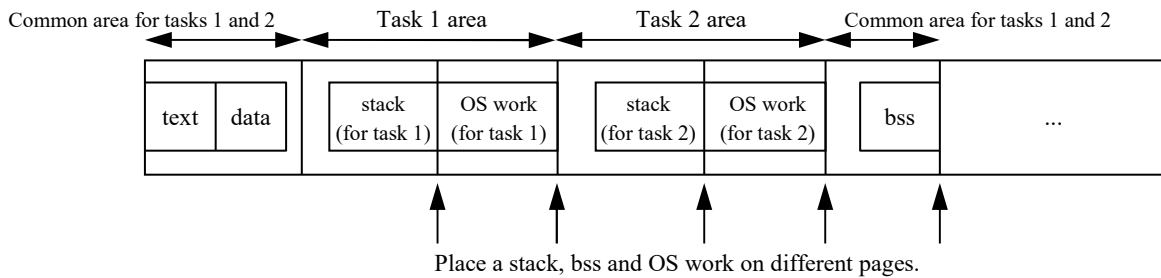 Common area for tasks 1 and 2
Task 1 area
Task 2 area
Common area for tasks 1 and 2
text
data
stack
(for task 1)
OS work
(for task 1)
stack
(for task 2)
OS work
(for task 2)
bss
...
Place a stack, bss and OS work on different pages.